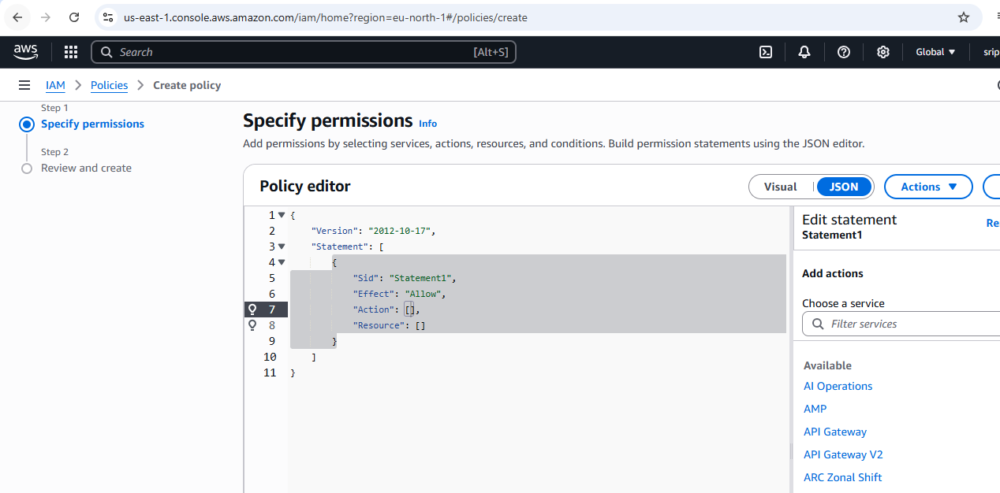 us-east-1.console.aws.amazon.com/iam/home?region=eu-north-1#/policies/create
aws
Search [Alt+S] Global ▼ srip
IAM > Policies > Create policy
Step 1
Specify permissions
Step 2
Review and create
Specify permissions Info
Add permissions by selecting services, actions, resources, and conditions. Build permission statements using the JSON editor.
Policy editor
Visual JSON Actions ▼
1 {
2 "Version": "2012-10-17",
3 "Statement": [
4 {
5 "Sid": "Statement1",
6 "Effect": "Allow",
7 "Action": [],
8 "Resource": []
9 }
10 ]
11 }
Edit statement Re
Statement1
Add actions
Choose a service
Filter services
Available
AI Operations
AMP
API Gateway
API Gateway V2
ARC Zonal Shift